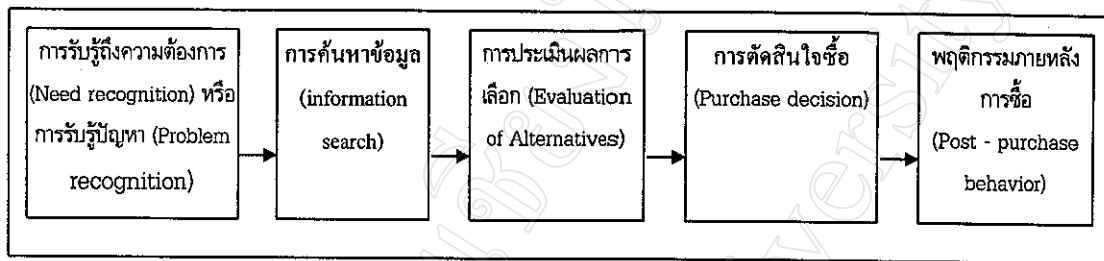 การรับรู้ถึงความต้องการ
(Need recognition) หรือ
การรับรู้ปัญหา (Problem
recognition)
การค้นหาข้อมูล
(information
search)
การประเมินผลการ
เลือก (Evaluation
of Alternatives)
การตัดสินใจซื้อ
(Purchase decision)
พฤติกรรมภายหลัง
การซื้อ
(Post - purchase
behavior)